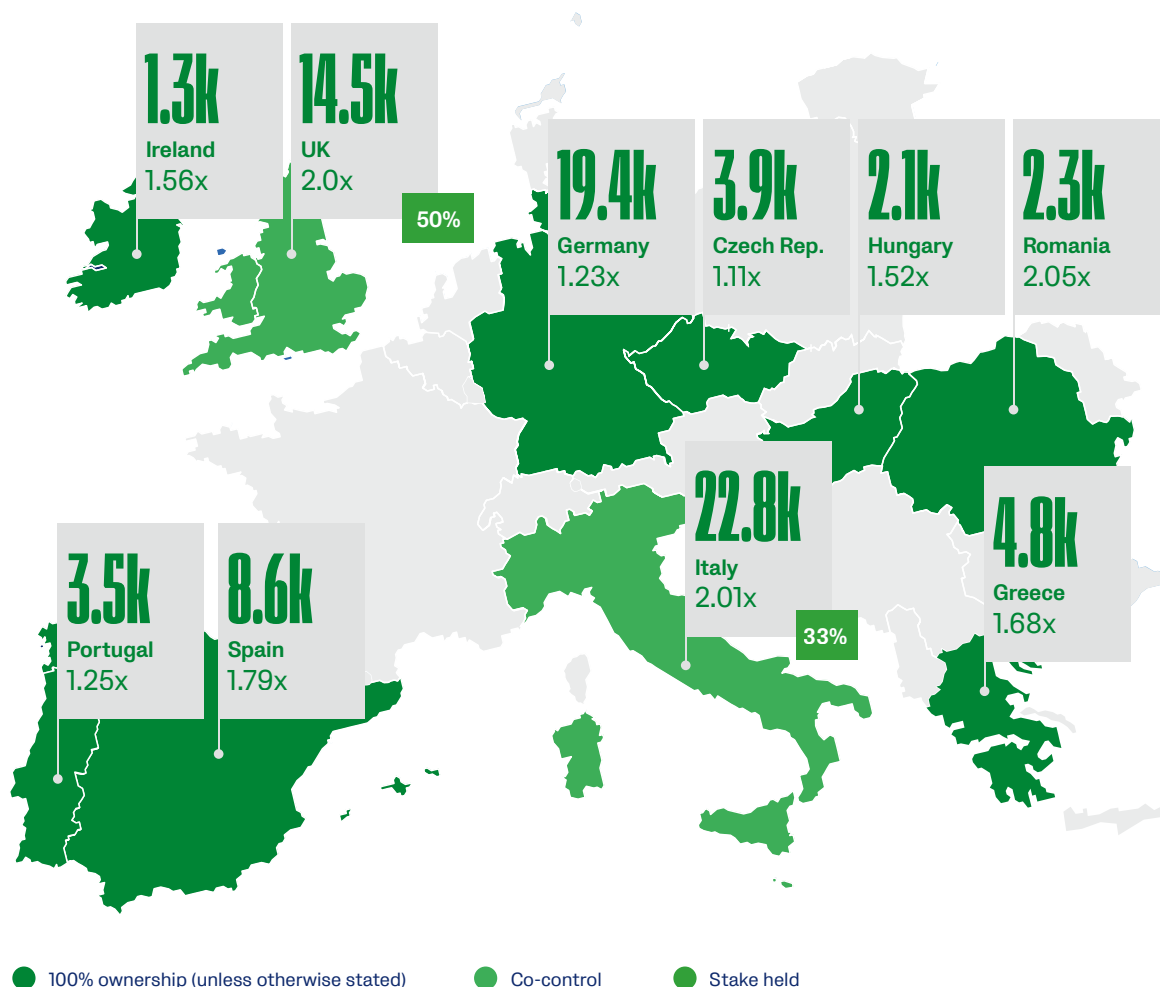 1.3k
Ireland
1.56x
14.5k
UK
2.0x
50%
19.4k
Germany
1.23x
3.9k
Czech Rep.
1.11x
2.1k
Hungary
1.52x
2.3k
Romania
2.05x
22.8k
Italy
2.01x
33%
4.8k
Greece
1.68x
3.5k
Portugal
1.25x
8.6k
Spain
1.79x
100% ownership (unless otherwise stated)
Co-control
Stake held